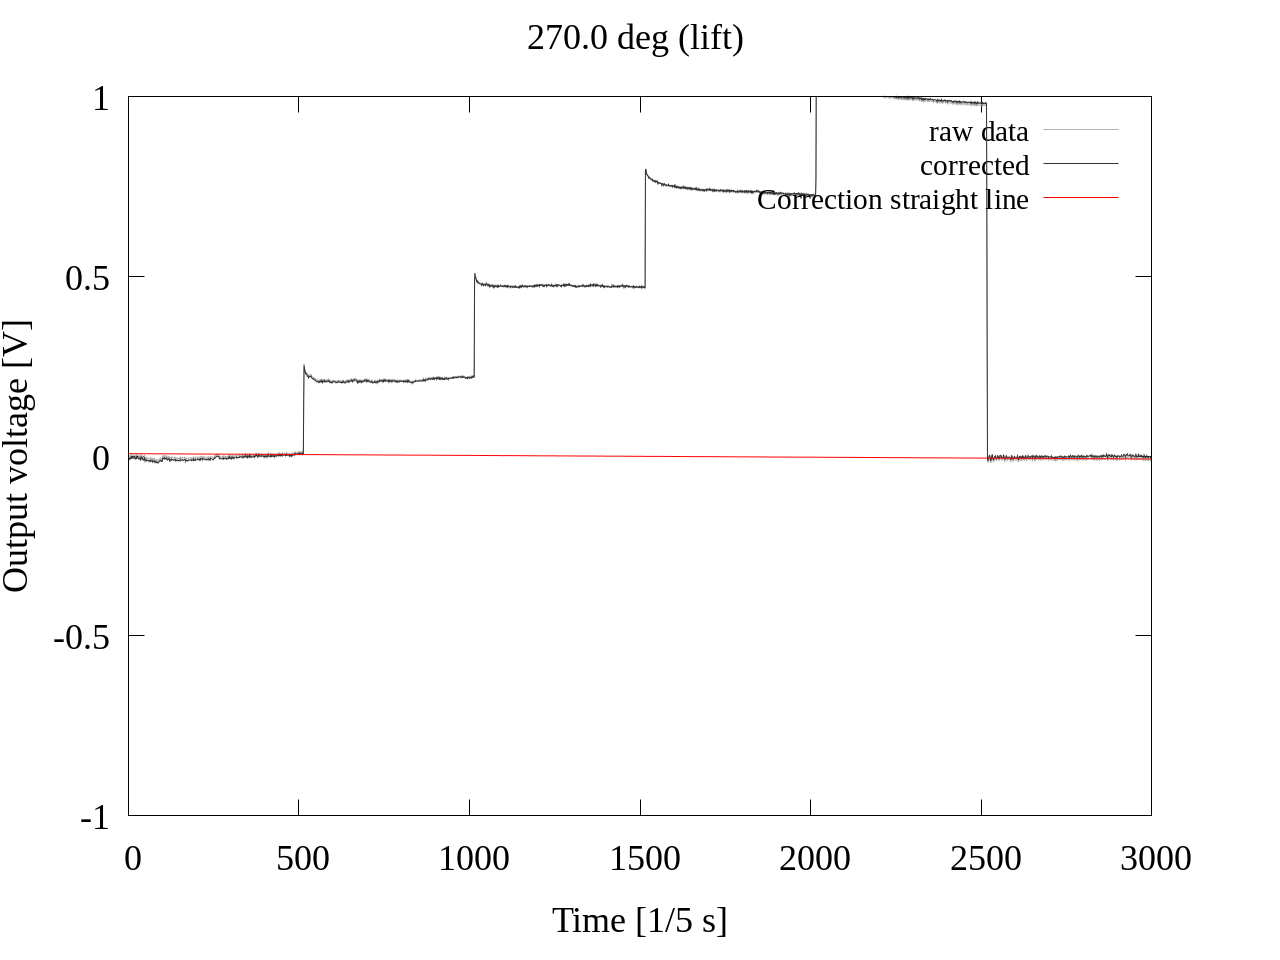 270.0 deg (lift)
1
0.5
0
-0.5
-1
Output voltage [V]
raw data
corrected
Correction straight line
0 500 1000 1500 2000 2500 3000
Time [1/5 s]